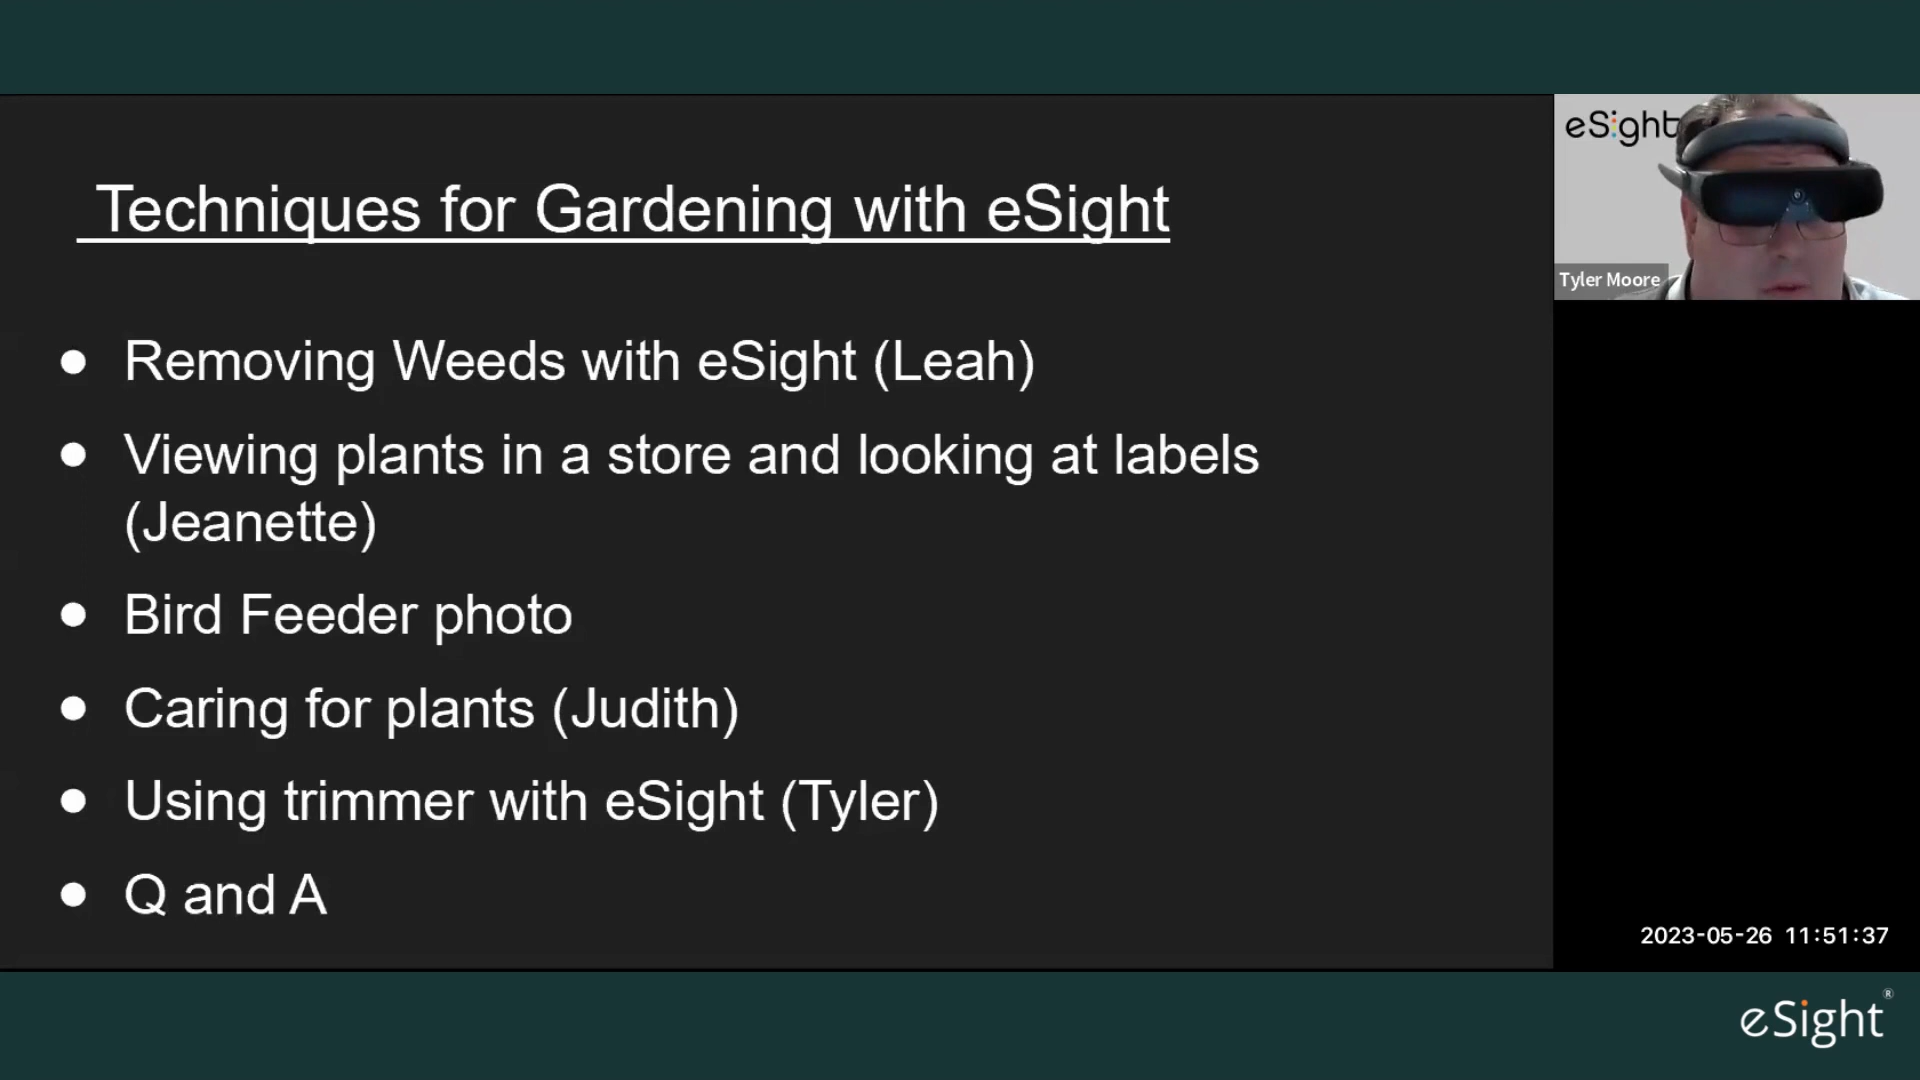 Techniques for Gardening with eSight
● Removing Weeds with eSight (Leah)
● Viewing plants in a store and looking at labels
(Jeanette)
● Bird Feeder photo
● Caring for plants (Judith)
● Using trimmer with eSight (Tyler)
● Q and A
eSight
Tyler Moore
2023-05-26 11:51:37
eSight®